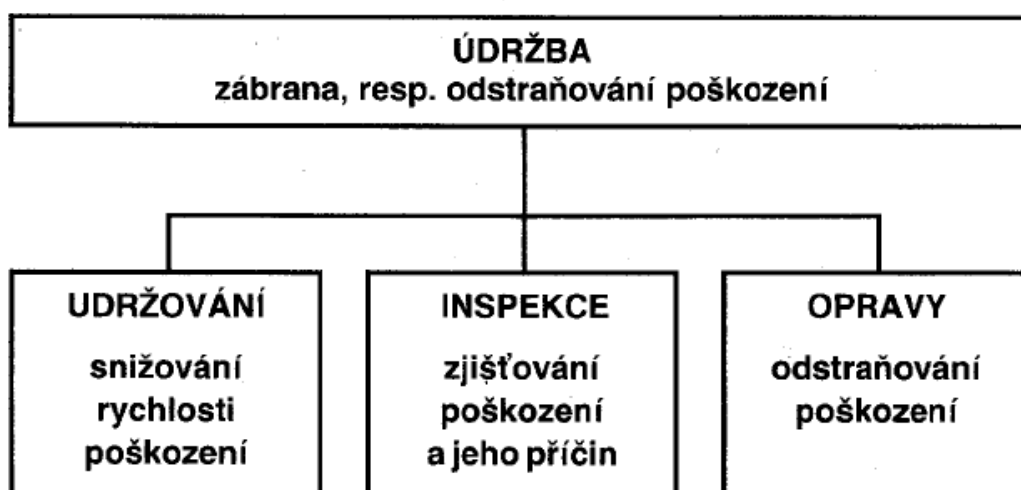 ÚDRŽBA
zábrana, resp. odstraňování poškození
UDRŽOVÁNÍ
snižování
rychlosti
poškození
INSPEKCE
zjišťování
poškození
a jeho příčin
OPRAVY
odstraňování
poškození